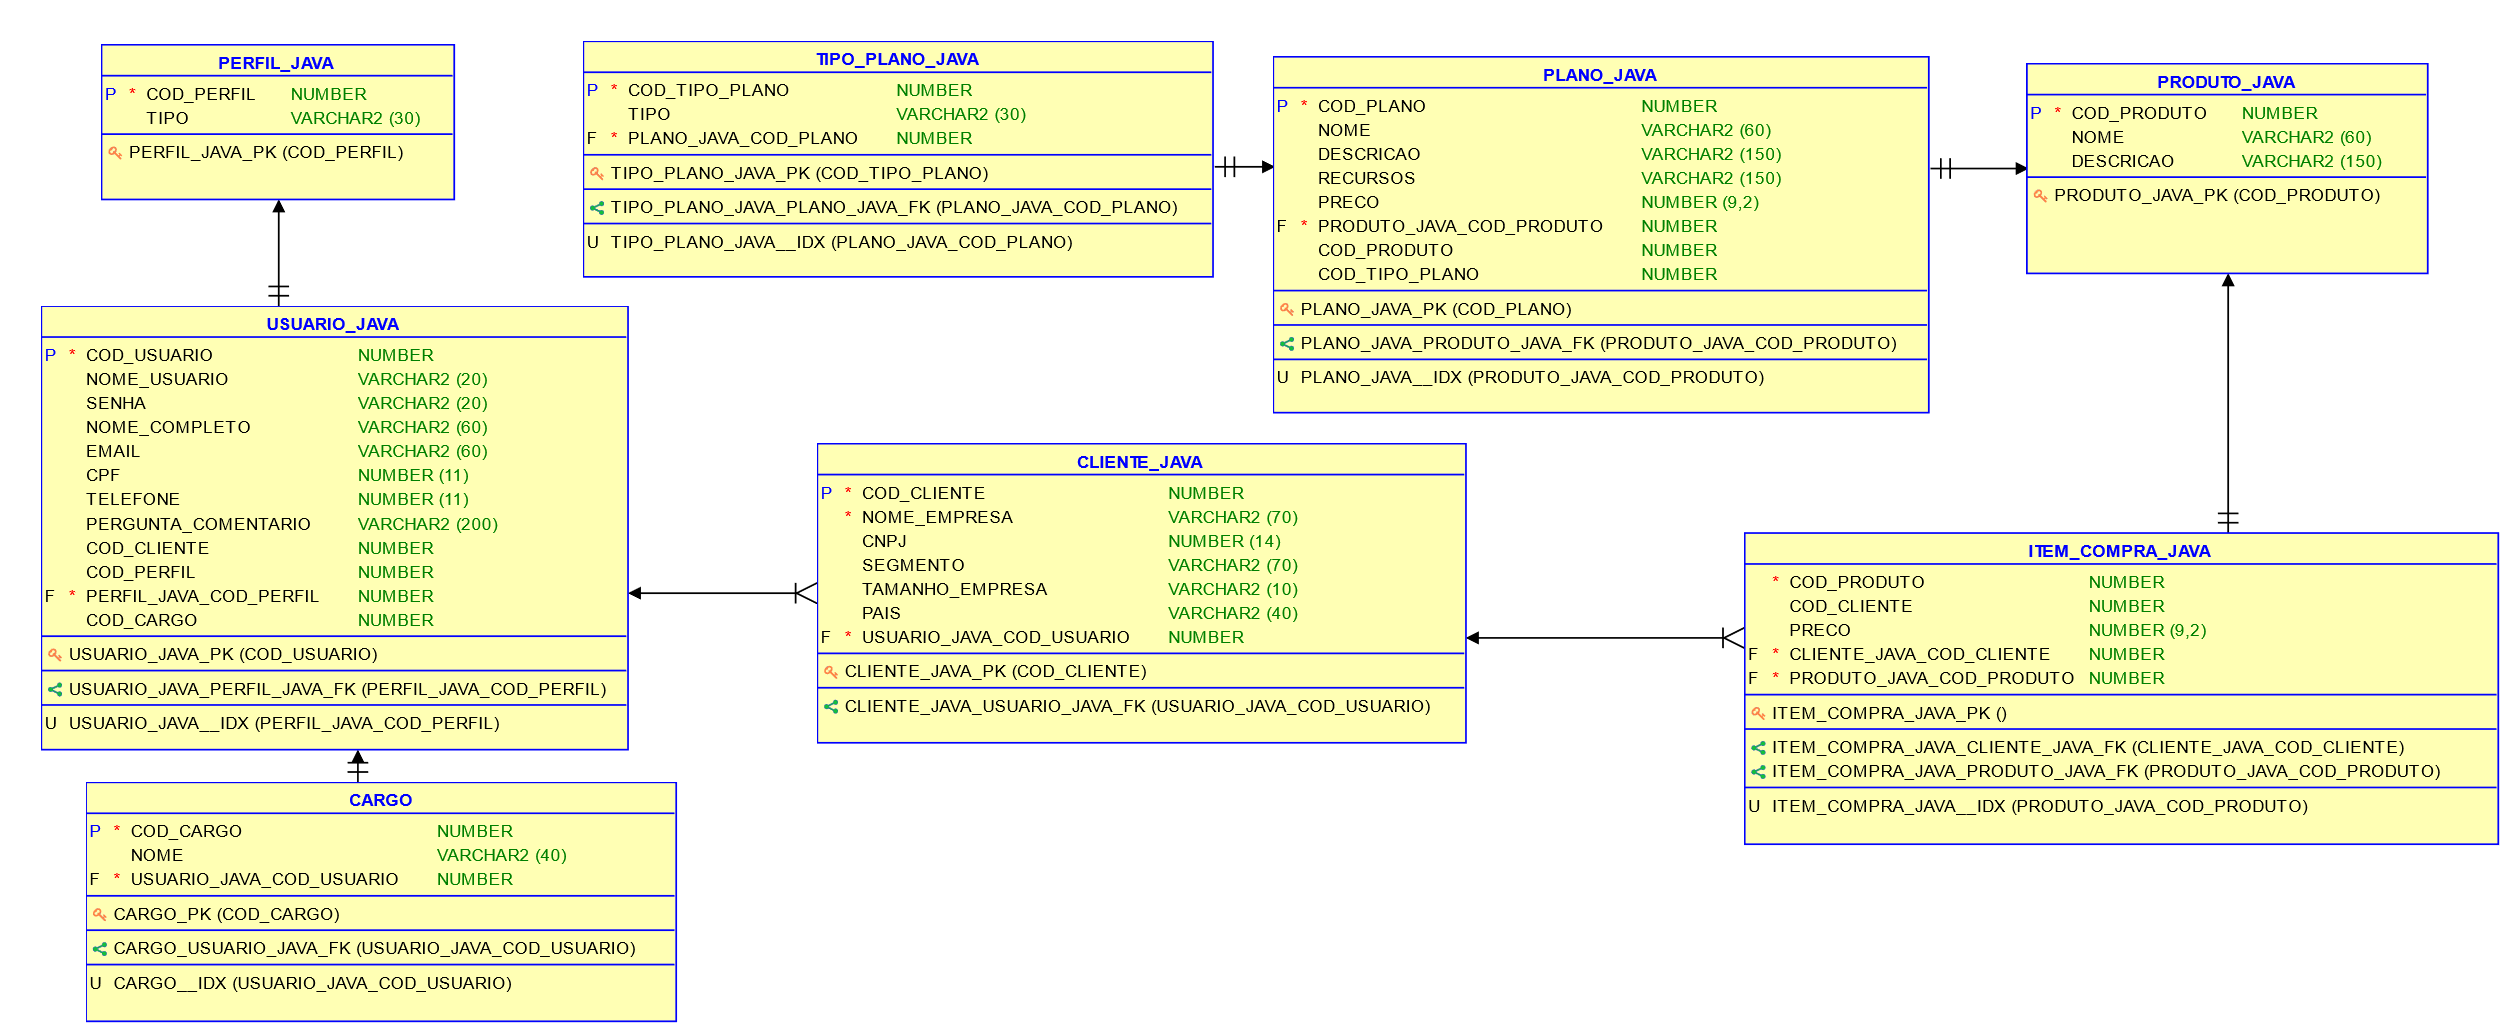 PERFIL_JAVA
P * COD_PERFIL NUMBER
TIPO VARCHAR2 (30)
PERFIL_JAVA_PK (COD_PERFIL)
TIPO_PLANO_JAVA
P * COD_TIPO_PLANO NUMBER
TIPO VARCHAR2 (30)
F * PLANO_JAVA_COD_PLANO NUMBER
TIPO_PLANO_JAVA_PK (COD_TIPO_PLANO)
TIPO_PLANO_JAVA_PLANO_JAVA_FK (PLANO_JAVA_COD_PLANO)
U TIPO_PLANO_JAVA__IDX (PLANO_JAVA_COD_PLANO)
PLANO_JAVA
P * COD_PLANO NUMBER
NOME VARCHAR2 (60)
DESCRICAO VARCHAR2 (150)
RECURSOS VARCHAR2 (150)
PRECO NUMBER (9,2)
F * PRODUTO_JAVA_COD_PRODUTO NUMBER
COD_PRODUTO NUMBER
COD_TIPO_PLANO NUMBER
PLANO_JAVA_PK (COD_PLANO)
PLANO_JAVA_PRODUTO_JAVA_FK (PRODUTO_JAVA_COD_PRODUTO)
U PLANO_JAVA__IDX (PRODUTO_JAVA_COD_PRODUTO)
PRODUTO_JAVA
P * COD_PRODUTO NUMBER
NOME VARCHAR2 (60)
DESCRICAO VARCHAR2 (150)
PRODUTO_JAVA_PK (COD_PRODUTO)
USUARIO_JAVA
P * COD_USUARIO NUMBER
NOME_USUARIO VARCHAR2 (20)
SENHA VARCHAR2 (20)
NOME_COMPLETO VARCHAR2 (60)
EMAIL VARCHAR2 (60)
CPF NUMBER (11)
TELEFONE NUMBER (11)
PERGUNTA_COMENTARIO VARCHAR2 (200)
COD_CLIENTE NUMBER
COD_PERFIL NUMBER
F * PERFIL_JAVA_COD_PERFIL NUMBER
COD_CARGO NUMBER
USUARIO_JAVA_PK (COD_USUARIO)
USUARIO_JAVA_PERFIL_JAVA_FK (PERFIL_JAVA_COD_PERFIL)
U USUARIO_JAVA__IDX (PERFIL_JAVA_COD_PERFIL)
CLIENTE_JAVA
P * COD_CLIENTE NUMBER
* NOME_EMPRESA VARCHAR2 (70)
CNPJ NUMBER (14)
SEGMENTO VARCHAR2 (70)
TAMANHO_EMPRESA VARCHAR2 (10)
PAIS VARCHAR2 (40)
F * USUARIO_JAVA_COD_USUARIO NUMBER
CLIENTE_JAVA_PK (COD_CLIENTE)
CLIENTE_JAVA_USUARIO_JAVA_FK (USUARIO_JAVA_COD_USUARIO)
ITEM_COMPRA_JAVA
* COD_PRODUTO NUMBER
COD_CLIENTE NUMBER
PRECO NUMBER (9,2)
F * CLIENTE_JAVA_COD_CLIENTE NUMBER
F * PRODUTO_JAVA_COD_PRODUTO NUMBER
ITEM_COMPRA_JAVA_PK ()
ITEM_COMPRA_JAVA_CLIENTE_JAVA_FK (CLIENTE_JAVA_COD_CLIENTE)
ITEM_COMPRA_JAVA_PRODUTO_JAVA_FK (PRODUTO_JAVA_COD_PRODUTO)
U ITEM_COMPRA_JAVA__IDX (PRODUTO_JAVA_COD_PRODUTO)
CARGO
P * COD_CARGO NUMBER
NOME VARCHAR2 (40)
F * USUARIO_JAVA_COD_USUARIO NUMBER
CARGO_PK (COD_CARGO)
CARGO_USUARIO_JAVA_FK (USUARIO_JAVA_COD_USUARIO)
U CARGO__IDX (USUARIO_JAVA_COD_USUARIO)